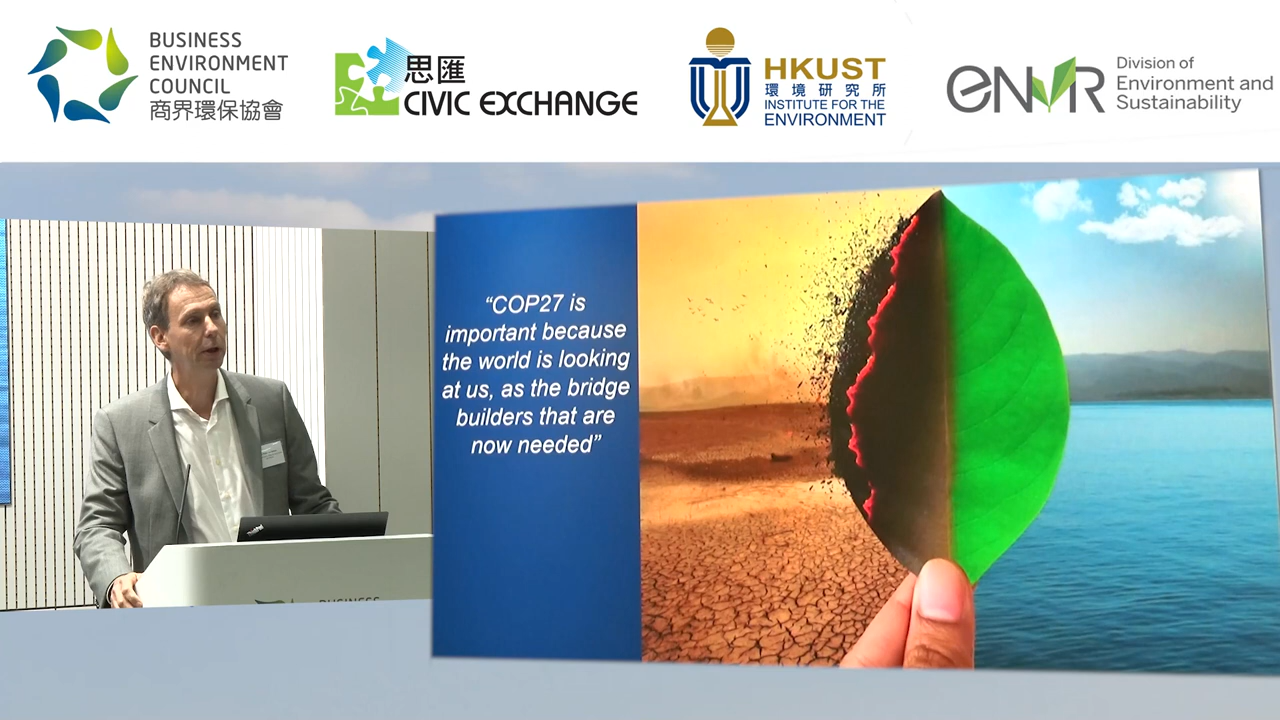 BUSINESS
ENVIRONMENT
COUNCIL
商界環保協會
思匯
CIVIC EXCHANGE
HKUST
環境研究所
INSTITUTE FOR THE
ENVIRONMENT
ENVR
Division of
Environment and
Sustainability
“COP27 is
important because
the world is looking
at us, as the bridge
builders that are
now needed”
ThinkPad
BUSINESS